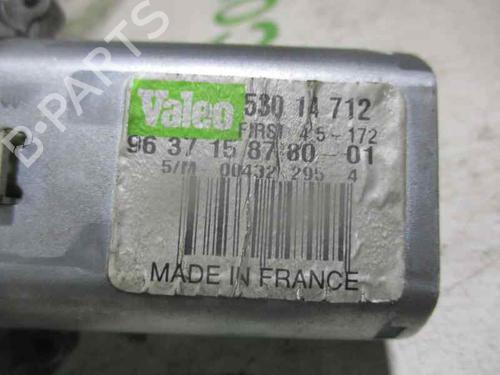 B-PARTS
Valeo 530 14 712
FIRST 45-172
96 37 15 87 80 01
5/M 00432 295 4
MADE IN FRANCE